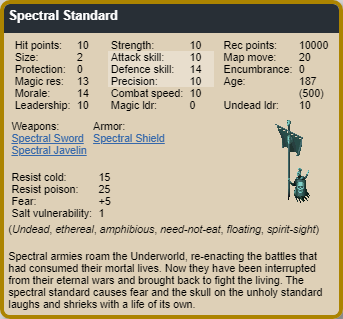 Spectral Standard
Hit points: 10 Strength: 10 Rec points: 10000
Size: 2 Attack skill: 10 Map move: 20
Protection: 0 Defence skill: 14 Encumbrance: 0
Magic res: 13 Precision: 10 Age: 187
Morale: 14 Combat speed: 10 (500)
Leadership: 10 Magic ldr: 0 Undead ldr: 10
Weapons: Armor:
Spectral Sword Spectral Shield
Spectral Javelin
Resist cold: 15
Resist poison: 25
Fear: +5
Salt vulnerability: 1
(Undead, ethereal, amphibious, need-not-eat, floating, spirit-sight)
Spectral armies roam the Underworld, re-enacting the battles that
had consumed their mortal lives. Now they have been interrupted
from their eternal wars and brought back to fight the living. The
spectral standard causes fear and the skull on the unholy standard
laughs and shrieks with a life of its own.